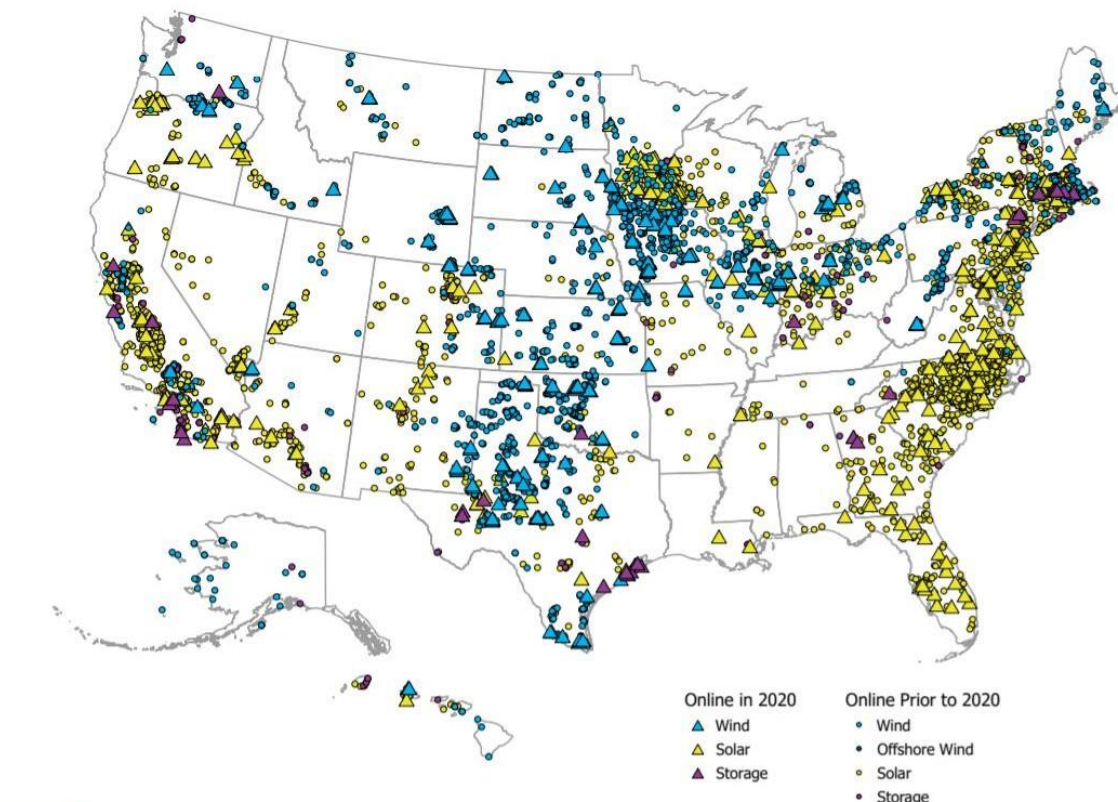 Online in 2020
Wind
Solar
Storage
Online Prior to 2020
Wind
Offshore Wind
Solar
Storage